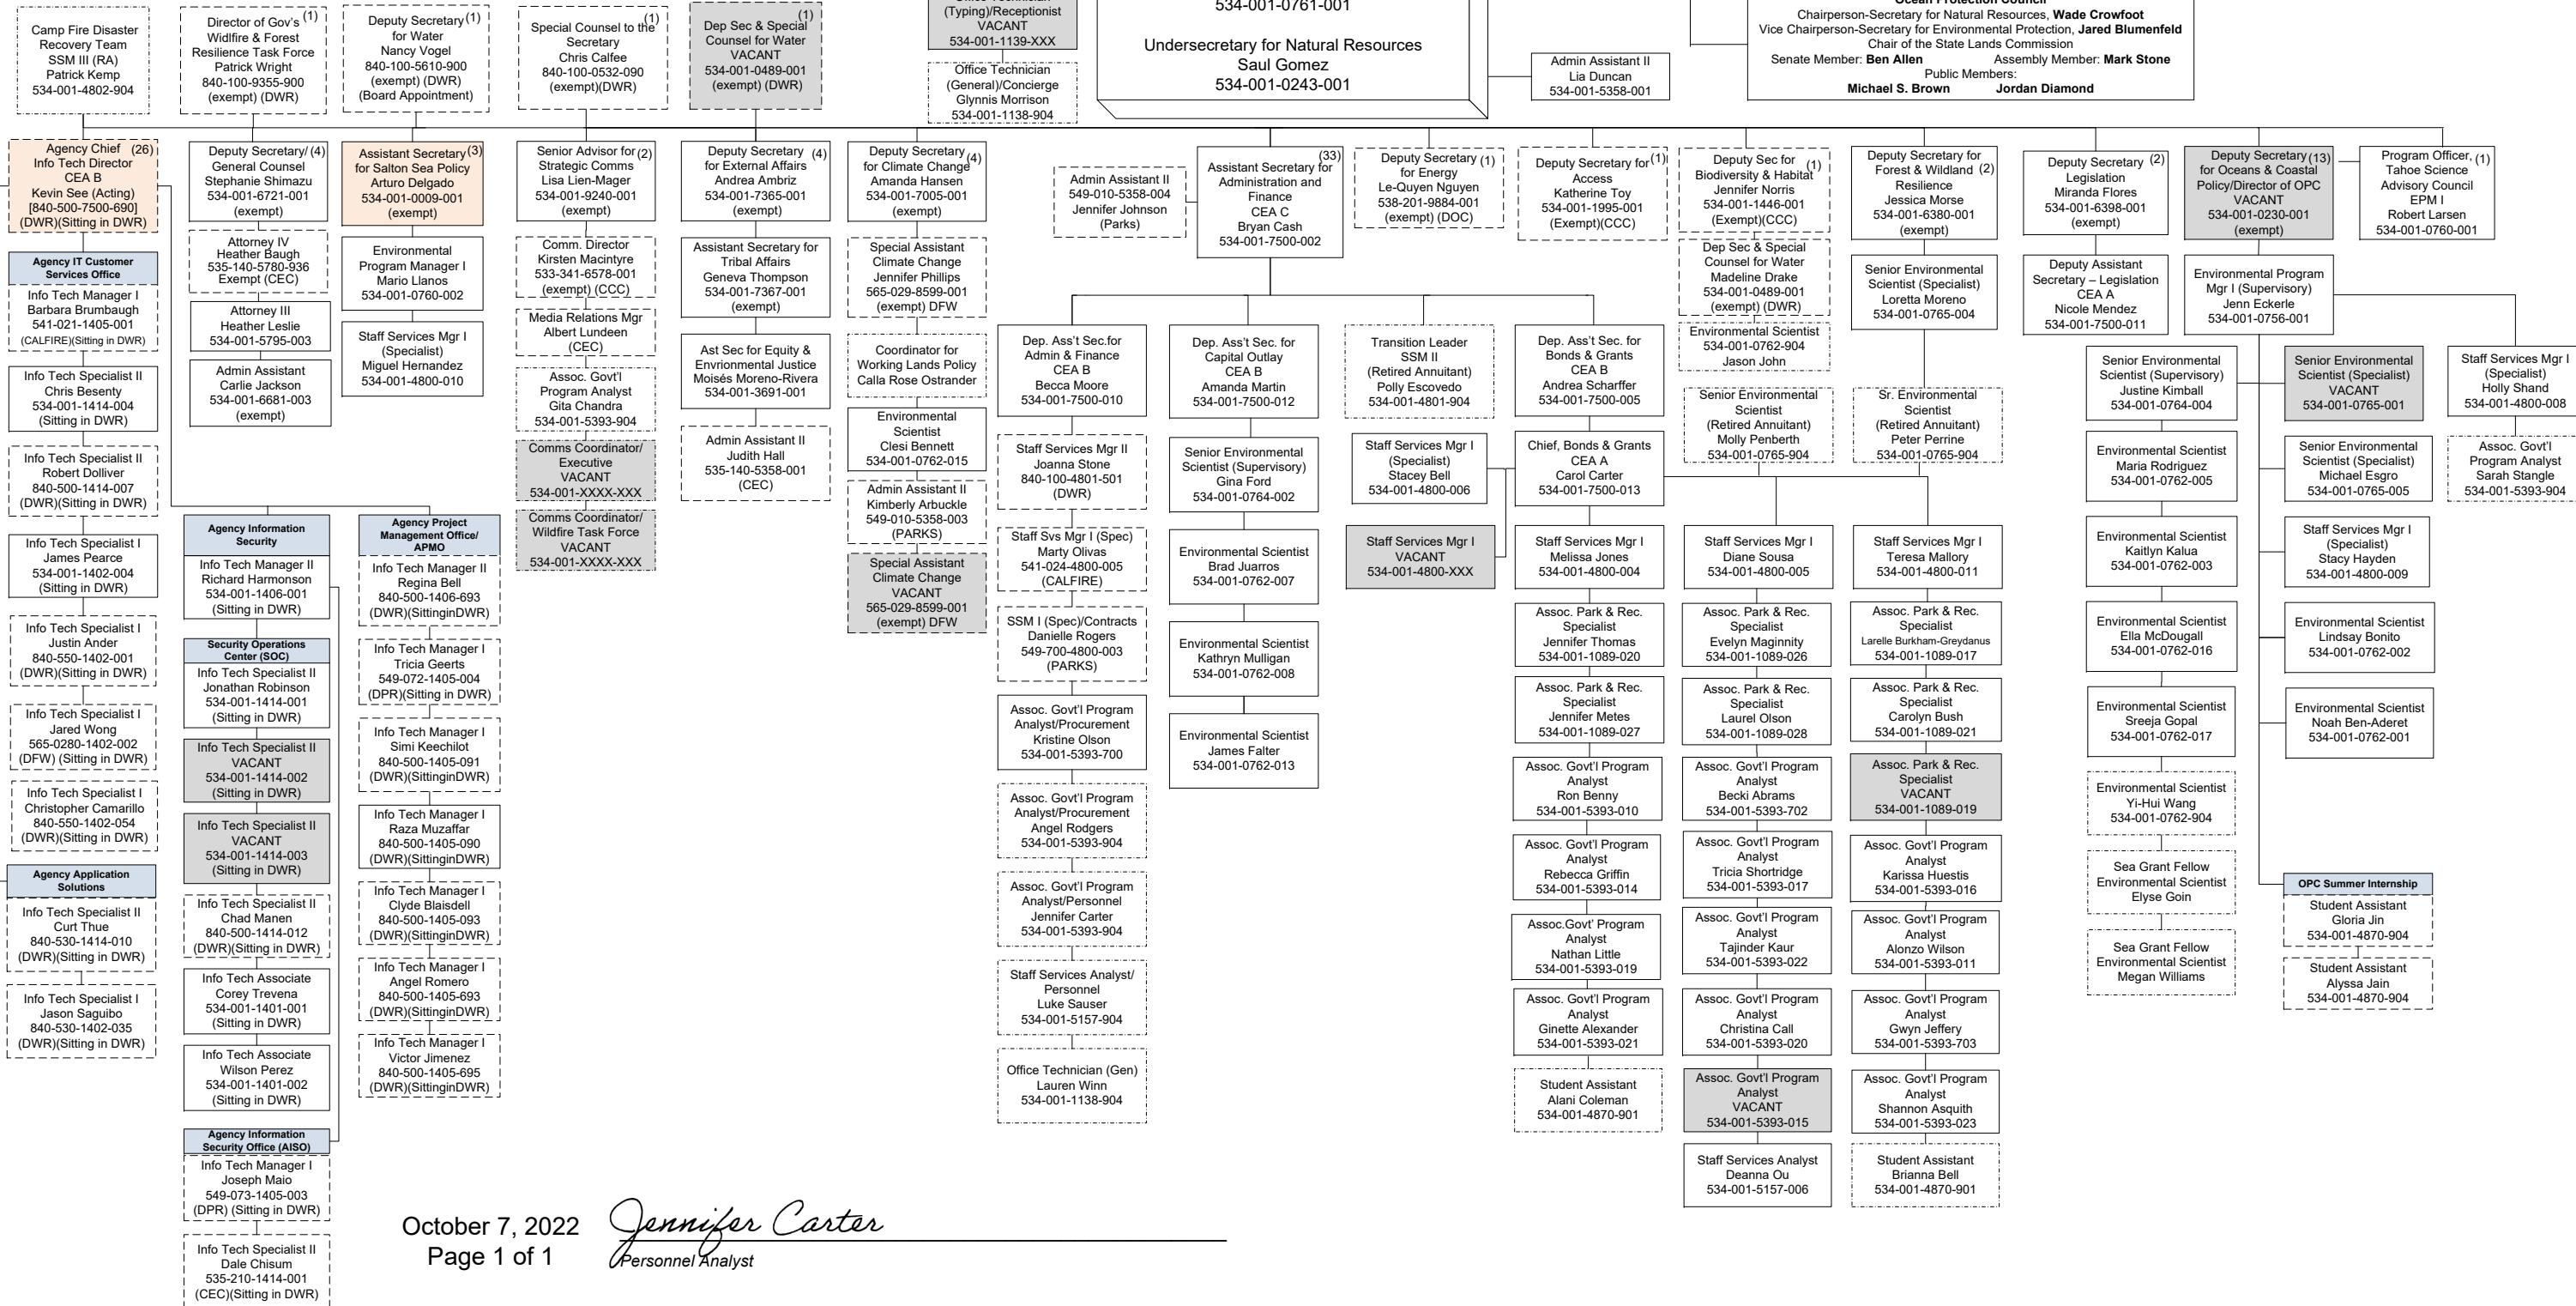 Camp Fire Disaster
Recovery Team
SSM III (RA)
Patrick Kemp
534-001-4802-904
Director of Gov's (1)
Widlfire & Forest
Resilience Task Force
Patrick Wright
840-100-9355-900
(exempt) (DWR)
Deputy Secretary (1)
for Water
Nancy Vogel
840-100-5610-900
(exempt) (DWR)
(Board Appointment)
Special Counsel to the (1)
Secretary
Chris Calfee
840-100-0532-090
(exempt)(DWR)
(1)
Dep Sec & Special
Counsel for Water
VACANT
534-001-0489-001
(exempt) (DWR)
(Typing)/Receptionist
VACANT
534-001-1139-XXX
Office Technician
(General)/Concierge
Glynnis Morrison
534-001-1138-904
534-001-0761-001
Undersecretary for Natural Resources
Saul Gomez
534-001-0243-001
Admin Assistant II
Lia Duncan
534-001-5358-001
Ocean Protection Council
Chairperson-Secretary for Natural Resources, Wade Crowfoot
Vice Chairperson-Secretary for Environmental Protection, Jared Blumenfeld
Chair of the State Lands Commission
Senate Member: Ben Allen Assembly Member: Mark Stone
Public Members:
Michael S. Brown Jordan Diamond
Agency Chief (26)
Info Tech Director
CEA B
Kevin See (Acting)
[840-500-7500-690]
(DWR)(Sitting in DWR)
Agency IT Customer
Services Office
Info Tech Manager I
Barbara Brumbaugh
541-021-1405-001
(CALFIRE)(Sitting in DWR)
Info Tech Specialist II
Chris Besenty
534-001-1414-004
(Sitting in DWR)
Info Tech Specialist II
Robert Dolliver
840-500-1414-007
(DWR)(Sitting in DWR)
Info Tech Specialist I
James Pearce
534-001-1402-004
(Sitting in DWR)
Info Tech Specialist I
Justin Ander
840-550-1402-001
(DWR)(Sitting in DWR)
Info Tech Specialist I
Jared Wong
565-0280-1402-002
(DFW) (Sitting in DWR)
Info Tech Specialist I
Christopher Camarillo
840-550-1402-054
(DWR)(Sitting in DWR)
Agency Application
Solutions
Info Tech Specialist II
Curt Thue
840-530-1414-010
(DWR)(Sitting in DWR)
Info Tech Specialist I
Jason Saguibo
840-530-1402-035
(DWR)(Sitting in DWR)
Deputy Secretary/ (4)
General Counsel
Stephanie Shimazu
534-001-6721-001
(exempt)
Attorney IV
Heather Baugh
535-140-5780-936
Exempt (CEC)
Attorney III
Heather Leslie
534-001-5795-003
Admin Assistant
Carlie Jackson
534-001-6681-003
(exempt)
Agency Information
Security
Info Tech Manager II
Richard Harmonson
534-001-1406-001
(Sitting in DWR)
Security Operations
Center (SOC)
Info Tech Specialist II
Jonathan Robinson
534-001-1414-001
(Sitting in DWR)
Info Tech Specialist II
VACANT
534-001-1414-002
(Sitting in DWR)
Info Tech Specialist II
VACANT
534-001-1414-003
(Sitting in DWR)
Info Tech Specialist II
Chad Manen
840-500-1414-012
(DWR)(Sitting in DWR)
Info Tech Associate
Corey Trevena
534-001-1401-001
(Sitting in DWR)
Info Tech Associate
Wilson Perez
534-001-1401-002
(Sitting in DWR)
Agency Information
Security Office (AISO)
Info Tech Manager I
Joseph Maio
549-073-1405-003
(DPR) (Sitting in DWR)
Info Tech Specialist II
Dale Chisum
535-210-1414-001
(CEC)(Sitting in DWR)
Assistant Secretary (3)
for Salton Sea Policy
Arturo Delgado
534-001-0009-001
(exempt)
Environmental
Program Manager I
Mario Llanos
534-001-0760-002
Staff Services Mgr I
(Specialist)
Miguel Hernandez
534-001-4800-010
Agency Project
Management Office/
APMO
Info Tech Manager II
Regina Bell
840-500-1406-693
(DWR)(SittinginDWR)
Info Tech Manager I
Tricia Geerts
549-072-1405-004
(DPR)(Sitting in DWR)
Info Tech Manager I
Simi Keechilot
840-500-1405-091
(DWR)(SittinginDWR)
Info Tech Manager I
Raza Muzaffar
840-500-1405-090
(DWR)(SittinginDWR)
Info Tech Manager I
Clyde Blaisdell
840-500-1405-093
(DWR)(SittinginDWR)
Info Tech Manager I
Angel Romero
840-500-1405-693
(DWR)(SittinginDWR)
Info Tech Manager I
Victor Jimenez
840-500-1405-695
(DWR)(SittinginDWR)
Senior Advisor for (2)
Strategic Comms
Lisa Lien-Mager
534-001-9240-001
(exempt)
Comm. Director
Kirsten Macintyre
533-341-6578-001
(exempt) (CCC)
Media Relations Mgr
Albert Lundeen
(CEC)
Assoc. Govt'l
Program Analyst
Gita Chandra
534-001-5393-904
Comms Coordinator/
Executive
VACANT
534-001-XXXX-XXX
Comms Coordinator/
Wildfire Task Force
VACANT
534-001-XXXX-XXX
Deputy Secretary (4)
for External Affairs
Andrea Ambriz
534-001-7365-001
(exempt)
Assistant Secretary for
Tribal Affairs
Geneva Thompson
534-001-7367-001
(exempt)
Ast Sec for Equity &
Envrionmental Justice
Moisés Moreno-Rivera
534-001-3691-001
Admin Assistant II
Judith Hall
535-140-5358-001
(CEC)
Deputy Secretary
for Climate Change (4)
Amanda Hansen
534-001-7005-001
(exempt)
Special Assistant
Climate Change
Jennifer Phillips
565-029-8599-001
(exempt) DFW
Coordinator for
Working Lands Policy
Calla Rose Ostrander
Environmental
Scientist
Clesi Bennett
534-001-0762-015
Admin Assistant II
Kimberly Arbuckle
549-010-5358-003
(PARKS)
Special Assistant
Climate Change
VACANT
565-029-8599-001
(exempt) DFW
Admin Assistant II
549-010-5358-004
Jennifer Johnson
(Parks)
(33)
Assistant Secretary for
Administration and
Finance
CEA C
Bryan Cash
534-001-7500-002
Dep. Ass't Sec.for
Admin & Finance
CEA B
Becca Moore
534-001-7500-010
Staff Services Mgr II
Joanna Stone
840-100-4801-501
(DWR)
Staff Svs Mgr I (Spec)
Marty Olivas
541-024-4800-005
(CALFIRE)
SSM I (Spec)/Contracts
Danielle Rogers
549-700-4800-003
(PARKS)
Assoc. Govt'l Program
Analyst/Procurement
Kristine Olson
534-001-5393-700
Assoc. Govt'l Program
Analyst/Procurement
Angel Rodgers
534-001-5393-904
Assoc. Govt'l Program
Analyst/Personnel
Jennifer Carter
534-001-5393-904
Staff Services Analyst/
Personnel
Luke Sauser
534-001-5157-904
Office Technician (Gen)
Lauren Winn
534-001-1138-904
Dep. Ass't Sec. for
Capital Outlay
CEA B
Amanda Martin
534-001-7500-012
Senior Environmental
Scientist (Supervisory)
Gina Ford
534-001-0764-002
Environmental Scientist
Brad Juarros
534-001-0762-007
Environmental Scientist
Kathryn Mulligan
534-001-0762-008
Environmental Scientist
James Falter
534-001-0762-013
Deputy Secretary (1)
for Energy
Le-Quyen Nguyen
538-201-9884-001
(exempt) (DOC)
Transition Leader
SSM II
(Retired Annuitant)
Polly Escovedo
534-001-4801-904
Staff Services Mgr I
(Specialist)
Stacey Bell
534-001-4800-006
Staff Services Mgr I
VACANT
534-001-4800-XXX
Deputy Secretary for (1)
Access
Katherine Toy
534-001-1995-001
(Exempt)(CCC)
Dep. Ass't Sec. for
Bonds & Grants
CEA B
Andrea Scharffer
534-001-7500-005
Chief, Bonds & Grants
CEA A
Carol Carter
534-001-7500-013
Staff Services Mgr I
Melissa Jones
534-001-4800-004
Assoc. Park & Rec.
Specialist
Jennifer Thomas
534-001-1089-020
Assoc. Park & Rec.
Specialist
Jennifer Metes
534-001-1089-027
Assoc. Govt'l Program
Analyst
Ron Benny
534-001-5393-010
Assoc. Govt'l Program
Analyst
Rebecca Griffin
534-001-5393-014
Assoc.Govt' Program
Analyst
Nathan Little
534-001-5393-019
Assoc. Govt'l Program
Analyst
Ginette Alexander
534-001-5393-021
Student Assistant
Alani Coleman
534-001-4870-901
Deputy Sec for
Biodiversity & Habitat (1)
Jennifer Norris
534-001-1446-001
(Exempt)(CCC)
Dep Sec & Special
Counsel for Water
Madeline Drake
534-001-0489-001
(exempt) (DWR)
Environmental Scientist
534-001-0762-904
Jason John
Senior Environmental
Scientist
(Retired Annuitant)
Molly Penberth
534-001-0765-904
Staff Services Mgr I
Diane Sousa
534-001-4800-005
Assoc. Park & Rec.
Specialist
Evelyn Maginnity
534-001-1089-026
Assoc. Park & Rec.
Specialist
Laurel Olson
534-001-1089-028
Assoc. Govt'l Program
Analyst
Becki Abrams
534-001-5393-702
Assoc. Govt'l Program
Analyst
Tricia Shortridge
534-001-5393-017
Assoc. Govt'l Program
Analyst
Tajinder Kaur
534-001-5393-022
Assoc. Govt'l Program
Analyst
Christina Call
534-001-5393-020
Assoc. Govt'l Program
Analyst
VACANT
534-001-5393-015
Staff Services Analyst
Deanna Ou
534-001-5157-006
Deputy Secretary for
Forest & Wildland (2)
Resilience
Jessica Morse
534-001-6380-001
(exempt)
Senior Environmental
Scientist (Specialist)
Loretta Moreno
534-001-0765-004
Sr. Environmental
Scientist
(Retired Annuitant)
Peter Perrine
534-001-0765-904
Staff Services Mgr I
Teresa Mallory
534-001-4800-011
Assoc. Park & Rec.
Specialist
Larelle Burkham-Greydanus
534-001-1089-017
Assoc. Park & Rec.
Specialist
Carolyn Bush
534-001-1089-021
Assoc. Park & Rec.
Specialist
VACANT
534-001-1089-019
Assoc. Govt'l Program
Analyst
Karissa Huestis
534-001-5393-016
Assoc. Govt'l Program
Analyst
Alonzo Wilson
534-001-5393-011
Assoc. Govt'l Program
Analyst
Gwyn Jeffery
534-001-5393-703
Assoc. Govt'l Program
Analyst
Shannon Asquith
534-001-5393-023
Student Assistant
Brianna Bell
534-001-4870-901
Deputy Secretary (2)
Legislation
Miranda Flores
534-001-6398-001
(exempt)
Deputy Assistant
Secretary – Legislation
CEA A
Nicole Mendez
534-001-7500-011
Deputy Secretary (13)
for Oceans & Coastal
Policy/Director of OPC
VACANT
534-001-0230-001
(exempt)
Environmental Program
Mgr I (Supervisory)
Jenn Eckerle
534-001-0756-001
Senior Environmental
Scientist (Supervisory)
Justine Kimball
534-001-0764-004
Environmental Scientist
Maria Rodriguez
534-001-0762-005
Environmental Scientist
Kaitlyn Kalua
534-001-0762-003
Environmental Scientist
Ella McDougall
534-001-0762-016
Environmental Scientist
Sreeja Gopal
534-001-0762-017
Environmental Scientist
Yi-Hui Wang
534-001-0762-904
Sea Grant Fellow
Environmental Scientist
Elyse Goin
Sea Grant Fellow
Environmental Scientist
Megan Williams
Program Officer, (1)
Tahoe Science
Advisory Council
EPM I
Robert Larsen
534-001-0760-001
Senior Environmental
Scientist (Specialist)
VACANT
534-001-0765-001
Senior Environmental
Scientist (Specialist)
Michael Esgro
534-001-0765-005
Staff Services Mgr I
(Specialist)
Stacy Hayden
534-001-4800-009
Environmental Scientist
Lindsay Bonito
534-001-0762-002
Environmental Scientist
Noah Ben-Aderet
534-001-0762-001
OPC Summer Internship
Student Assistant
Gloria Jin
534-001-4870-904
Student Assistant
Alyssa Jain
534-001-4870-904
Staff Services Mgr I
(Specialist)
Holly Shand
534-001-4800-008
Assoc. Govt'l
Program Analyst
Sarah Stangle
534-001-5393-904
October 7, 2022
Page 1 of 1
Jennifer Carter
Personnel Analyst